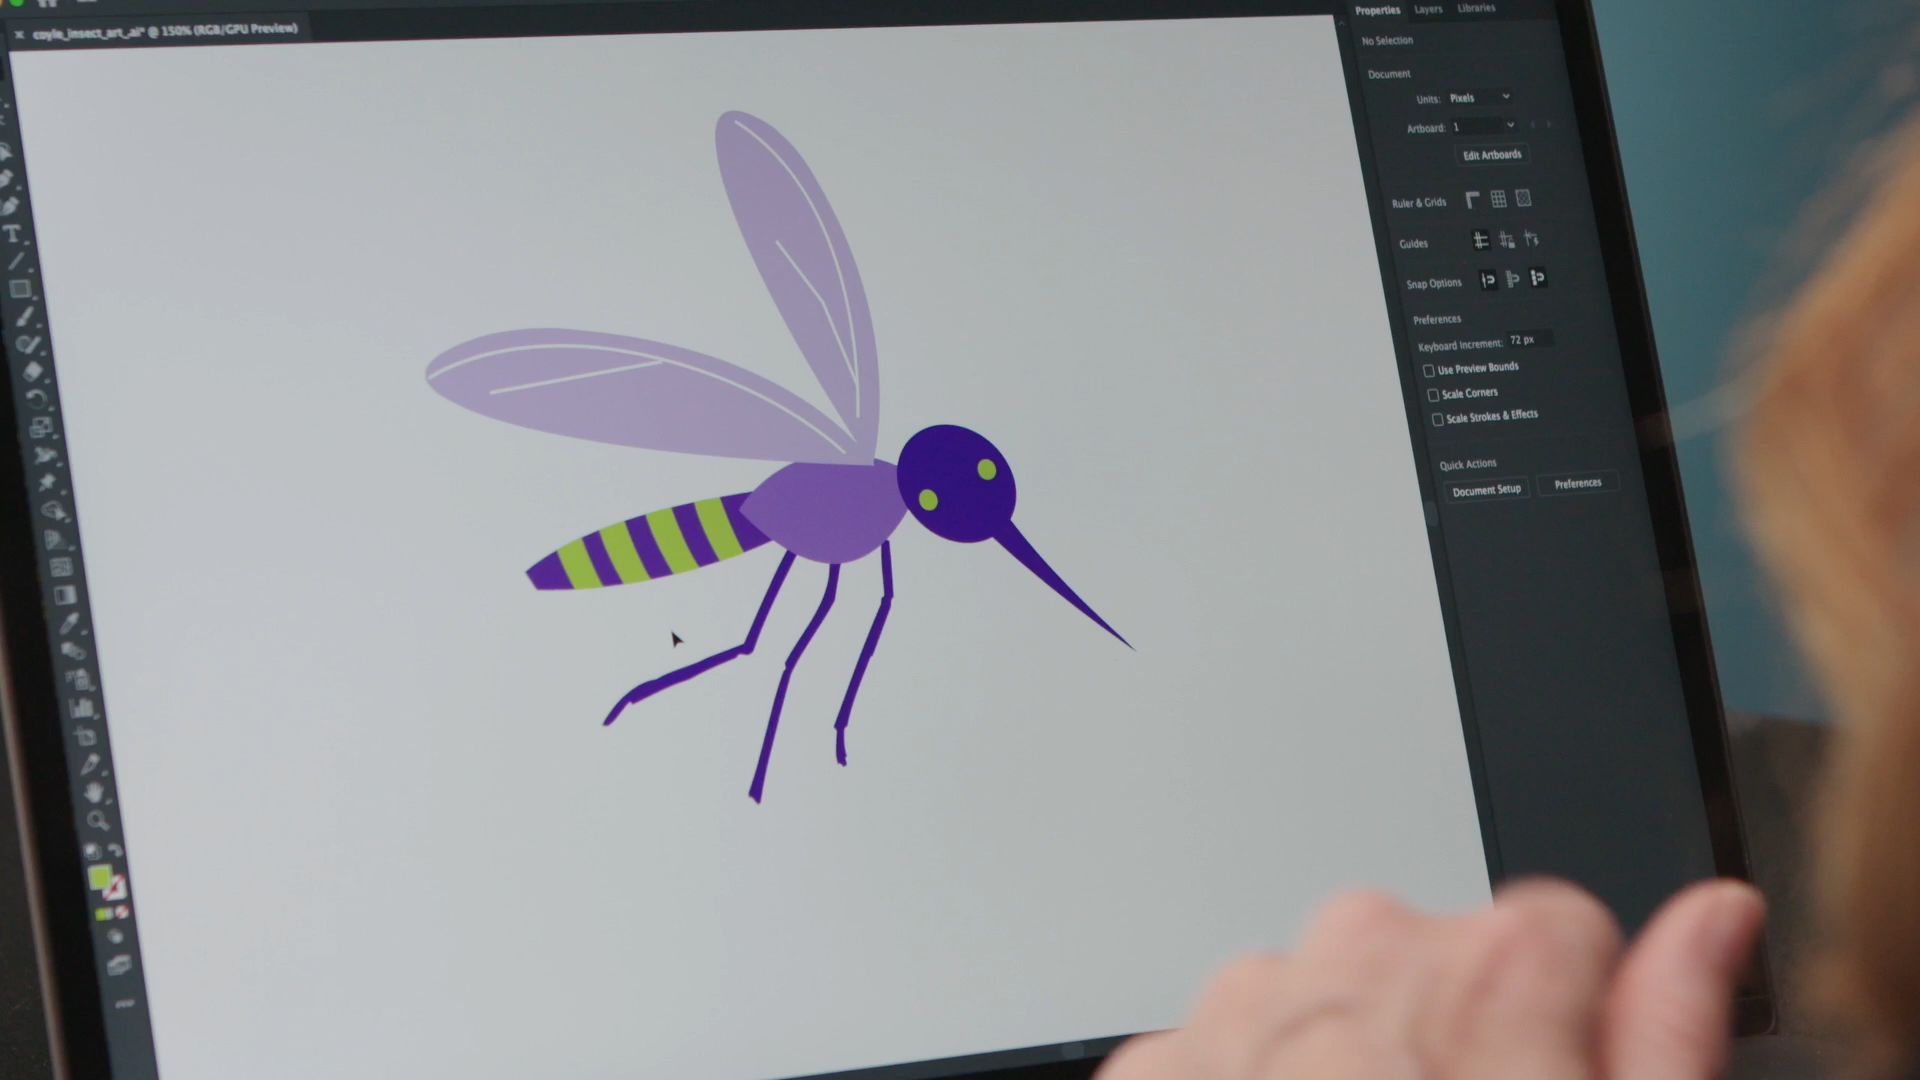 coyle_insect_art_.ai* @ 150% (RGB/GPU Preview)
Properties Layers Libraries
No Selection
Document
Units: Pixels
Artboard: 1
Edit Artboards
Ruler & Grids
Guides
Snap Options
Preferences
Keyboard Increment: 72 px
Use Preview Bounds
Scale Corners
Scale Strokes & Effects
Quick Actions
Document Setup Preferences